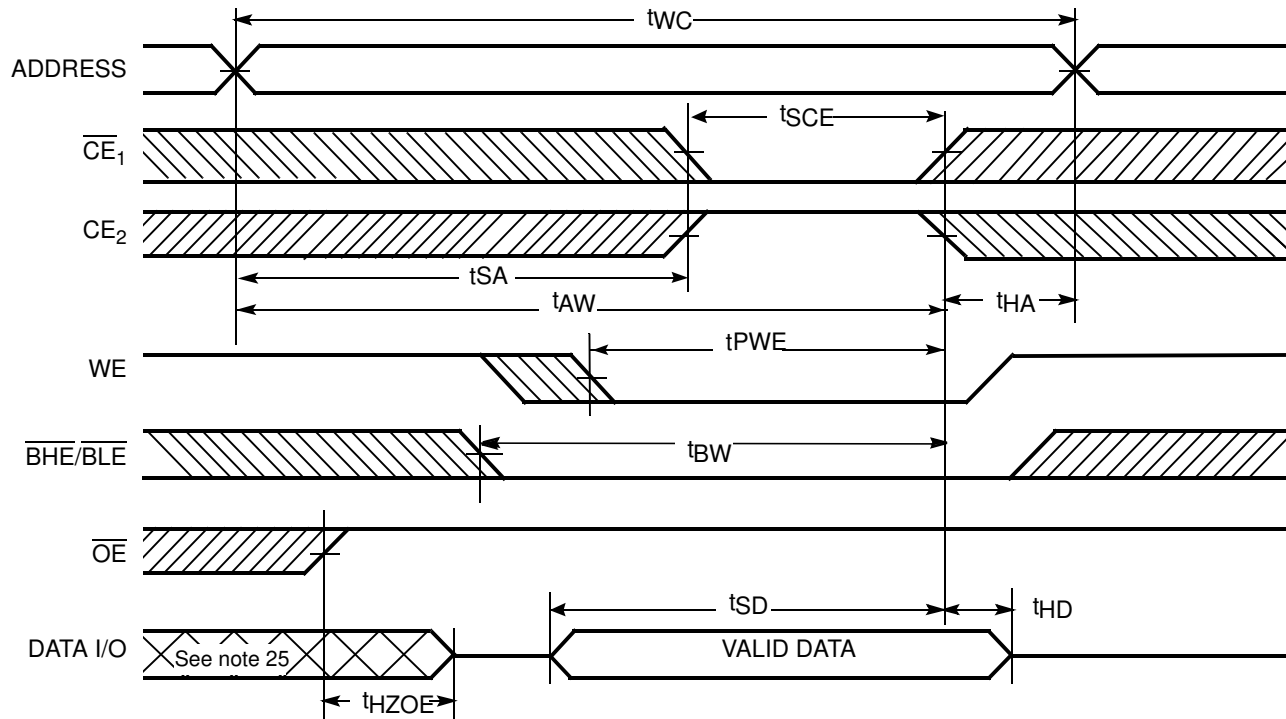 tWC
ADDRESS
tSCE
CE1
CE2
tSA
tAW
tHA
tPWE
WE
BHE/BLE
tBW
OE
tSD
tHD
DATA I/O
See note 25
VALID DATA
tHZOE